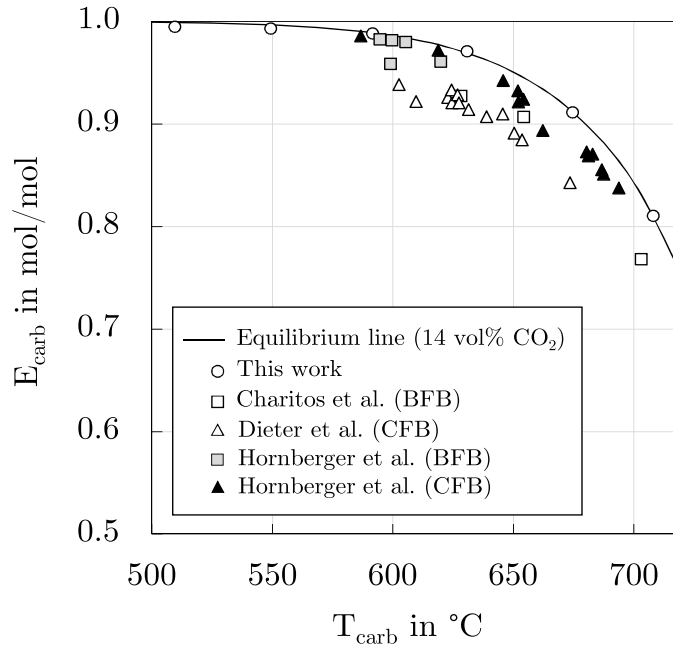 1.0
0.9
0.8
0.7
0.6
0.5
E_carb in mol/mol
Equilibrium line (14 vol% CO₂)
This work
Charitos et al. (BFB)
Dieter et al. (CFB)
Hornberger et al. (BFB)
Hornberger et al. (CFB)
500 550 600 650 700
T_carb in °C